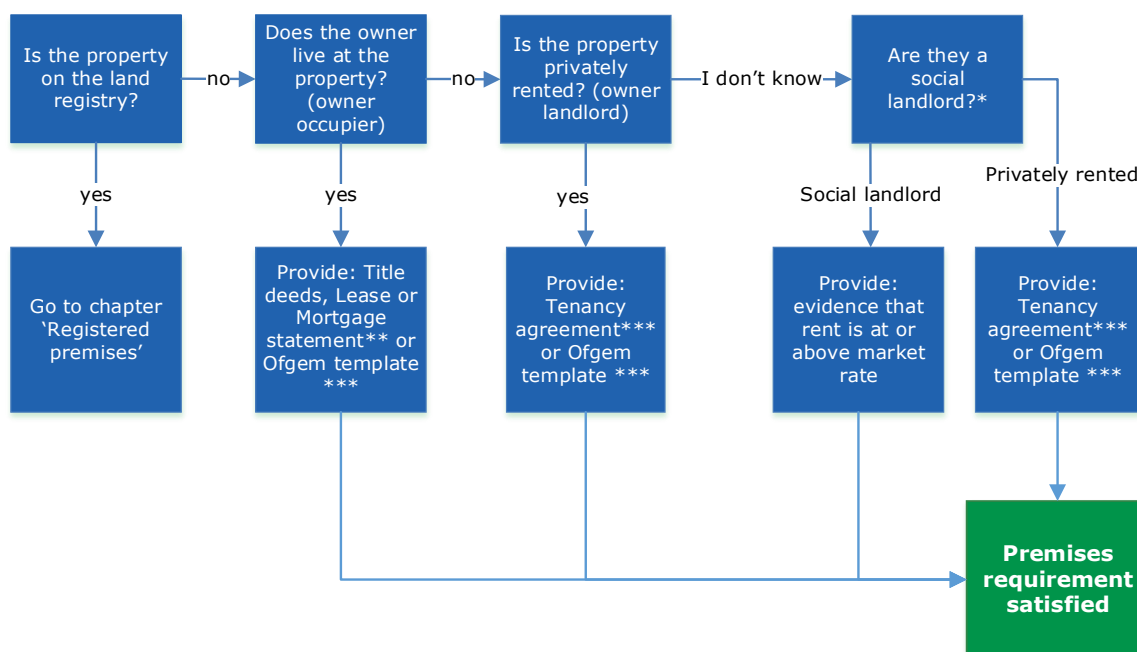 Is the property
on the land
registry?
no
Does the owner
live at the
property?
(owner
occupier)
no
Is the property
privately
rented? (owner
landlord)
I don’t know
Are they a
social
landlord?*
yes
yes
yes
Social landlord
Privately rented
Go to chapter
‘Registered
premises’
Provide: Title
deeds, Lease or
Mortgage
statement** or
Ofgem template
***
Provide:
Tenancy
agreement***
or Ofgem
template ***
Provide:
evidence that
rent is at or
above market
rate
Provide:
Tenancy
agreement***
or Ofgem
template ***
Premises
requirement
satisfied